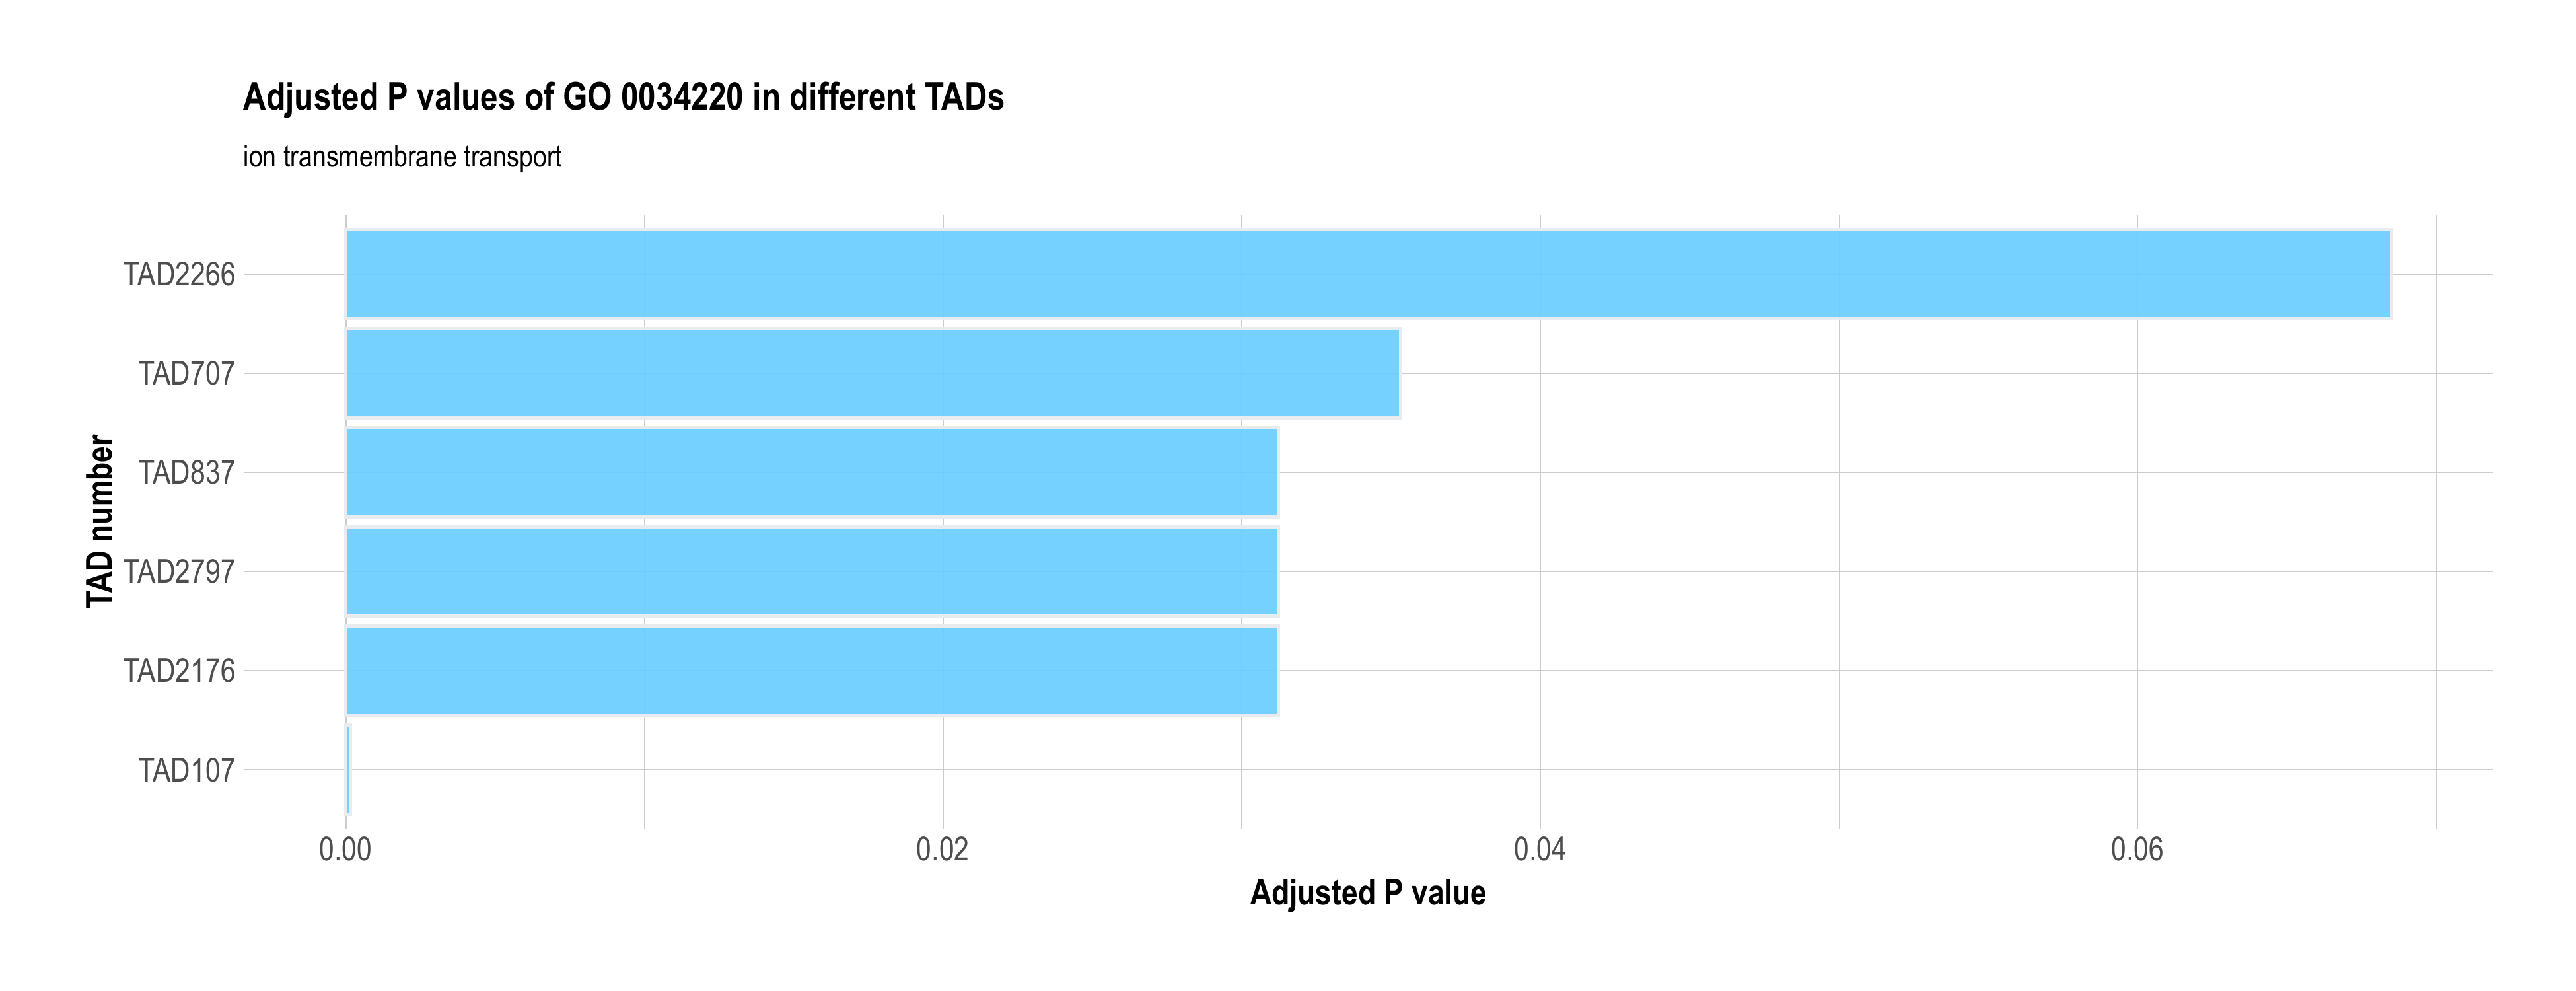 Adjusted P values of GO 0034220 in different TADs
ion transmembrane transport
TAD number
TAD2266
TAD707
TAD837
TAD2797
TAD2176
TAD107
0.00 0.02 0.04 0.06
Adjusted P value